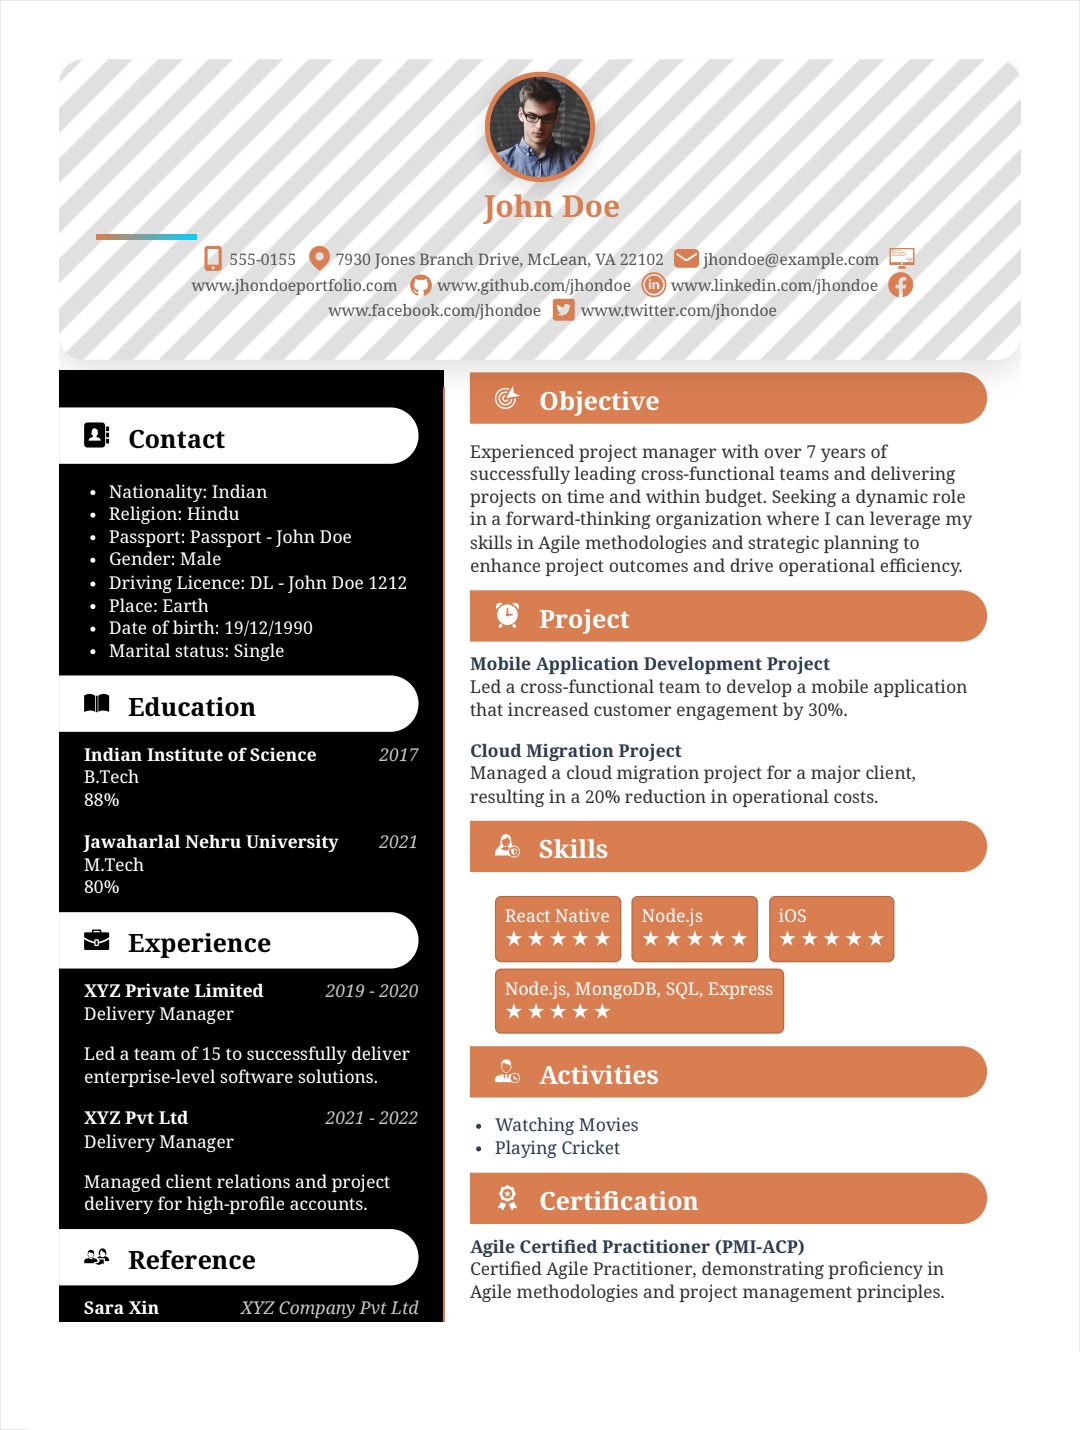 John Doe
555-0155 7930 Jones Branch Drive, McLean, VA 22102 jhondoe@example.com
www.jhondoeportfolio.com www.github.com/jhondoe in www.linkedin.com/jhondoe
www.facebook.com/jhondoe www.twitter.com/jhondoe
Contact
• Nationality: Indian
• Religion: Hindu
• Passport: Passport - John Doe
• Gender: Male
• Driving Licence: DL - John Doe 1212
• Place: Earth
• Date of birth: 19/12/1990
• Marital status: Single
Education
Indian Institute of Science 2017
B.Tech
88%
Jawaharlal Nehru University 2021
M.Tech
80%
Experience
XYZ Private Limited 2019 - 2020
Delivery Manager
Led a team of 15 to successfully deliver
enterprise-level software solutions.
XYZ Pvt Ltd 2021 - 2022
Delivery Manager
Managed client relations and project
delivery for high-profile accounts.
Reference
Sara Xin XYZ Company Pvt Ltd
Objective
Experienced project manager with over 7 years of
successfully leading cross-functional teams and delivering
projects on time and within budget. Seeking a dynamic role
in a forward-thinking organization where I can leverage my
skills in Agile methodologies and strategic planning to
enhance project outcomes and drive operational efficiency.
Project
Mobile Application Development Project
Led a cross-functional team to develop a mobile application
that increased customer engagement by 30%.
Cloud Migration Project
Managed a cloud migration project for a major client,
resulting in a 20% reduction in operational costs.
Skills
React Native Node.js iOS
★★★★★ ★★★★★ ★★★★★
Node.js, MongoDB, SQL, Express
★★★★★
Activities
• Watching Movies
• Playing Cricket
Certification
Agile Certified Practitioner (PMI-ACP)
Certified Agile Practitioner, demonstrating proficiency in
Agile methodologies and project management principles.